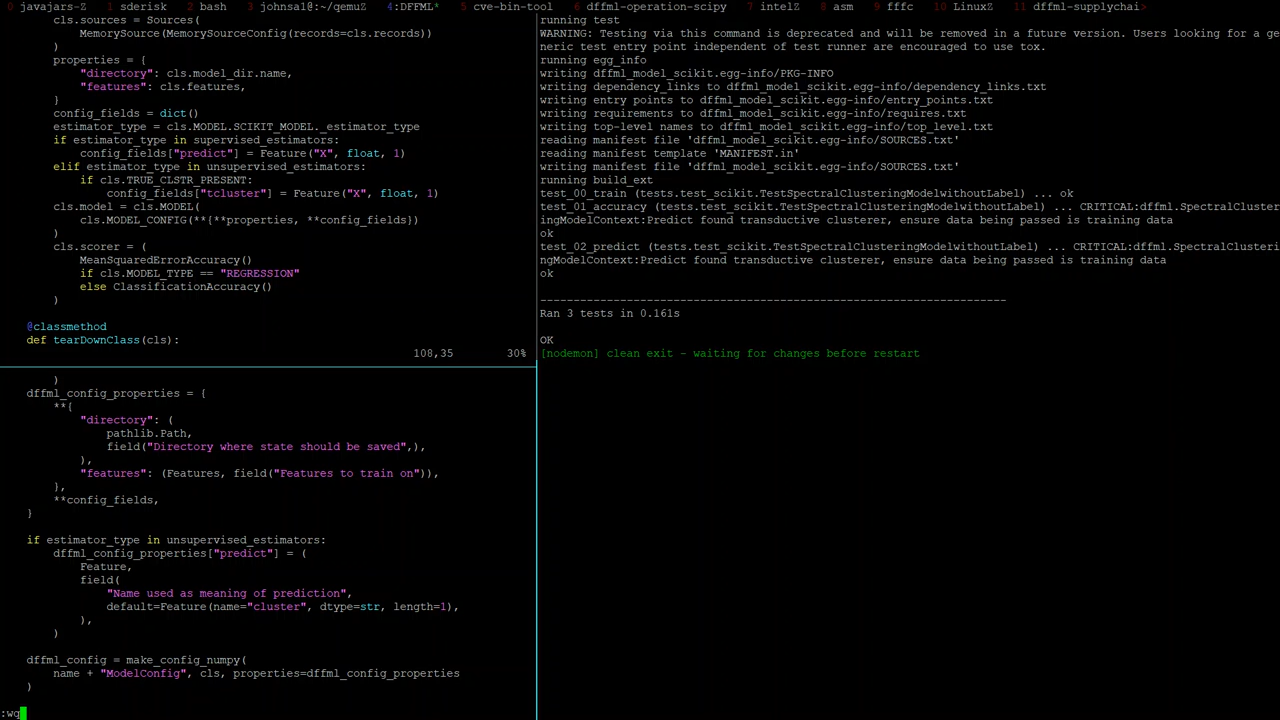 0 javajars-Z 1 sderisk 2 bash 3 johnsa1@:~/qemuZ 4:DFFML* 5 cve-bin-tool 6 dffml-operation-scipy 7 intelZ 8 asm 9 fffc 10 LinuxZ 11 dffml-supplychai>
cls.sources = Sources(
MemorySource(MemorySourceConfig(records=cls.records))
)
properties = {
"directory": cls.model_dir.name,
"features": cls.features,
}
config_fields = dict()
estimator_type = cls.MODEL.SCIKIT_MODEL._estimator_type
if estimator_type in supervised_estimators:
config_fields["predict"] = Feature("X", float, 1)
elif estimator_type in unsupervised_estimators:
if cls.TRUE_CLSTR_PRESENT:
config_fields["tcluster"] = Feature("X", float, 1)
cls.model = cls.MODEL(
cls.MODEL_CONFIG(**{**properties, **config_fields})
)
cls.scorer = (
MeanSquaredErrorAccuracy()
if cls.MODEL_TYPE == "REGRESSION"
else ClassificationAccuracy()
)
@classmethod
def tearDownClass(cls):
108,35 30%
)
dffml_config_properties = {
**{
"directory": (
pathlib.Path,
field("Directory where state should be saved",),
),
"features": (Features, field("Features to train on")),
},
**config_fields,
}
if estimator_type in unsupervised_estimators:
dffml_config_properties["predict"] = (
Feature,
field(
"Name used as meaning of prediction",
default=Feature(name="cluster", dtype=str, length=1),
),
)
dffml_config = make_config_numpy(
name + "ModelConfig", cls, properties=dffml_config_properties
)
:wq
running test
WARNING: Testing via this command is deprecated and will be removed in a future version. Users looking for a ge
neric test entry point independent of test runner are encouraged to use tox.
running egg_info
writing dffml_model_scikit.egg-info/PKG-INFO
writing dependency_links to dffml_model_scikit.egg-info/dependency_links.txt
writing entry points to dffml_model_scikit.egg-info/entry_points.txt
writing requirements to dffml_model_scikit.egg-info/requires.txt
writing top-level names to dffml_model_scikit.egg-info/top_level.txt
reading manifest file 'dffml_model_scikit.egg-info/SOURCES.txt'
reading manifest template 'MANIFEST.in'
writing manifest file 'dffml_model_scikit.egg-info/SOURCES.txt'
running build_ext
test_00_train (tests.test_scikit.TestSpectralClusteringModelwithoutLabel) ... ok
test_01_accuracy (tests.test_scikit.TestSpectralClusteringModelwithoutLabel) ... CRITICAL:dffml.SpectralCluster
ingModelContext:Predict found transductive clusterer, ensure data being passed is training data
ok
test_02_predict (tests.test_scikit.TestSpectralClusteringModelwithoutLabel) ... CRITICAL:dffml.SpectralClusteri
ngModelContext:Predict found transductive clusterer, ensure data being passed is training data
ok
----------------------------------------------------------------------
Ran 3 tests in 0.161s
OK
[nodemon] clean exit - waiting for changes before restart